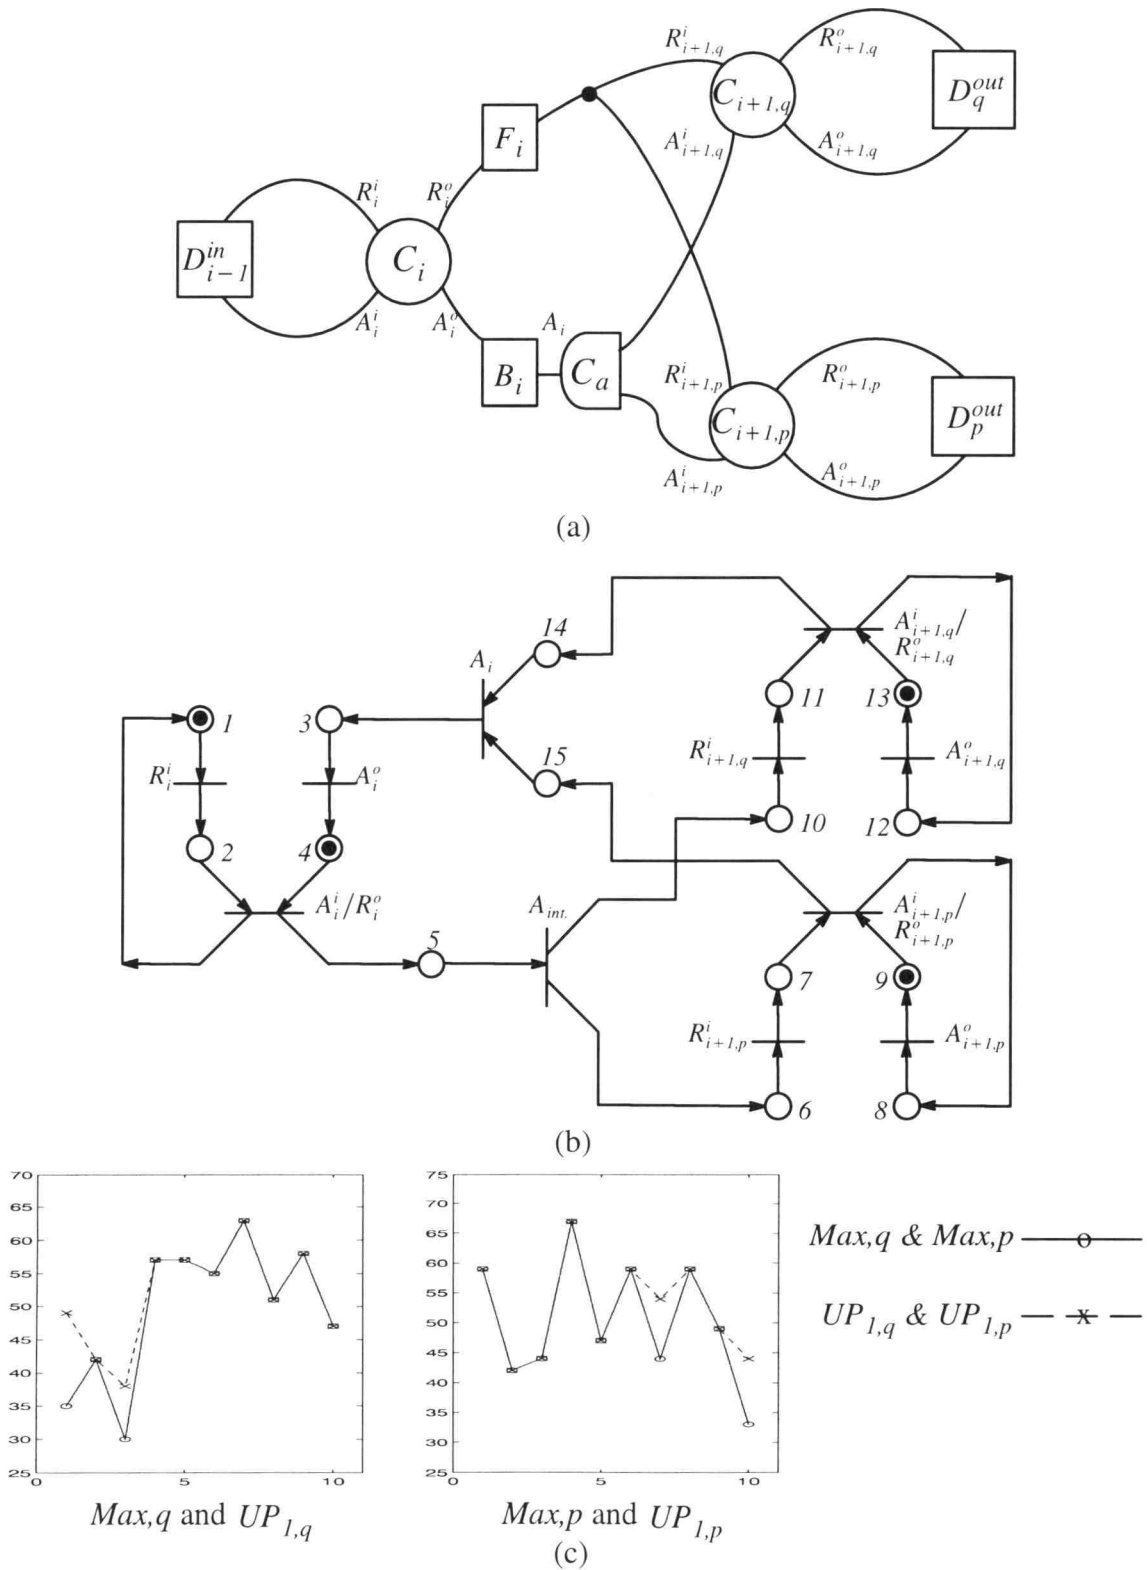 R^i_{i+1,q}
R^o_{i+1,q}
C_{i+1,q}
D^{out}_q
F_i
A^i_{i+1,q}
A^o_{i+1,q}
R^i_i
R^o_i
D^{in}_{i-1}
C_i
A^i_i
A^o_i
A_i
B_i
C_a
R^i_{i+1,p}
R^o_{i+1,p}
C_{i+1,p}
D^{out}_p
A^i_{i+1,p}
A^o_{i+1,p}
(a)
14
A^i_{i+1,q}/
R^o_{i+1,q}
A_i
1
3
11
13
R^i_i
A^o_i
15
R^i_{i+1,q}
A^o_{i+1,q}
2
4
10
12
A^i_i/R^o_i
A_{int.}
A^i_{i+1,p}/
R^o_{i+1,p}
5
7
9
R^i_{i+1,p}
A^o_{i+1,p}
6
8
(b)
70
65
60
55
50
45
40
35
30
25
0 5 10
Max,q and UP_{1,q}
75
70
65
60
55
50
45
40
35
30
25
0 5 10
Max,p and UP_{1,p}
Max,q & Max,p
UP_{1,q} & UP_{1,p}
(c)